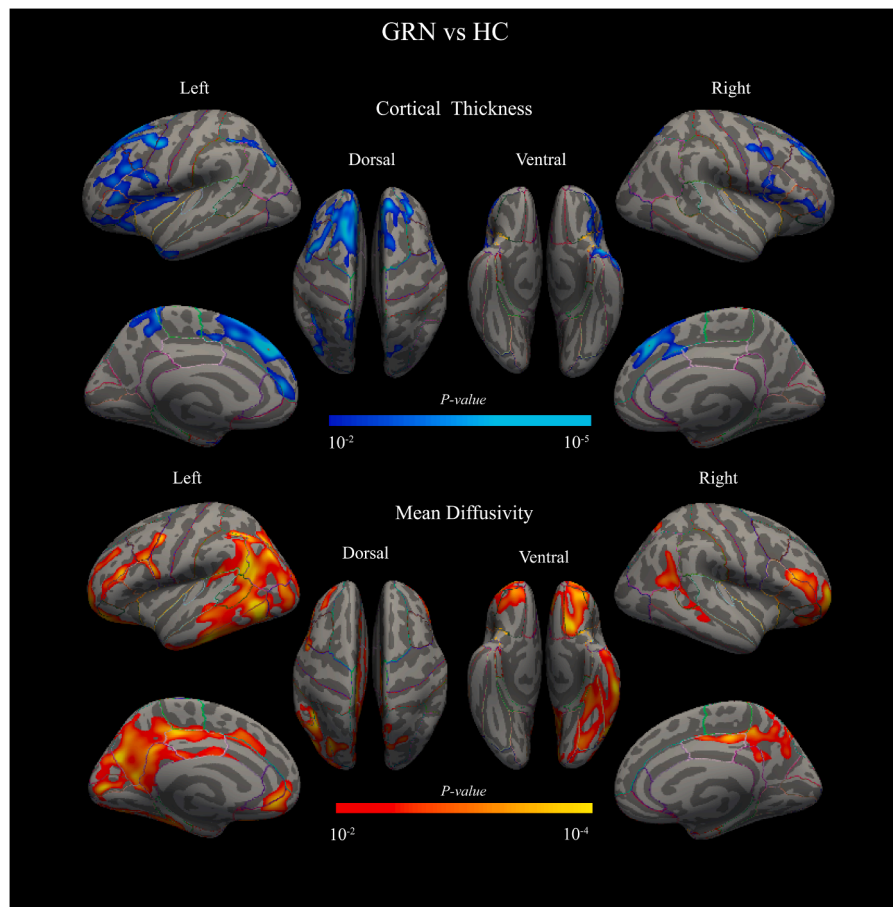 GRN vs HC
Left
Right
Cortical Thickness
Dorsal
Ventral
P-value
10-2
10-5
Left
Right
Mean Diffusivity
Dorsal
Ventral
P-value
10-2
10-4